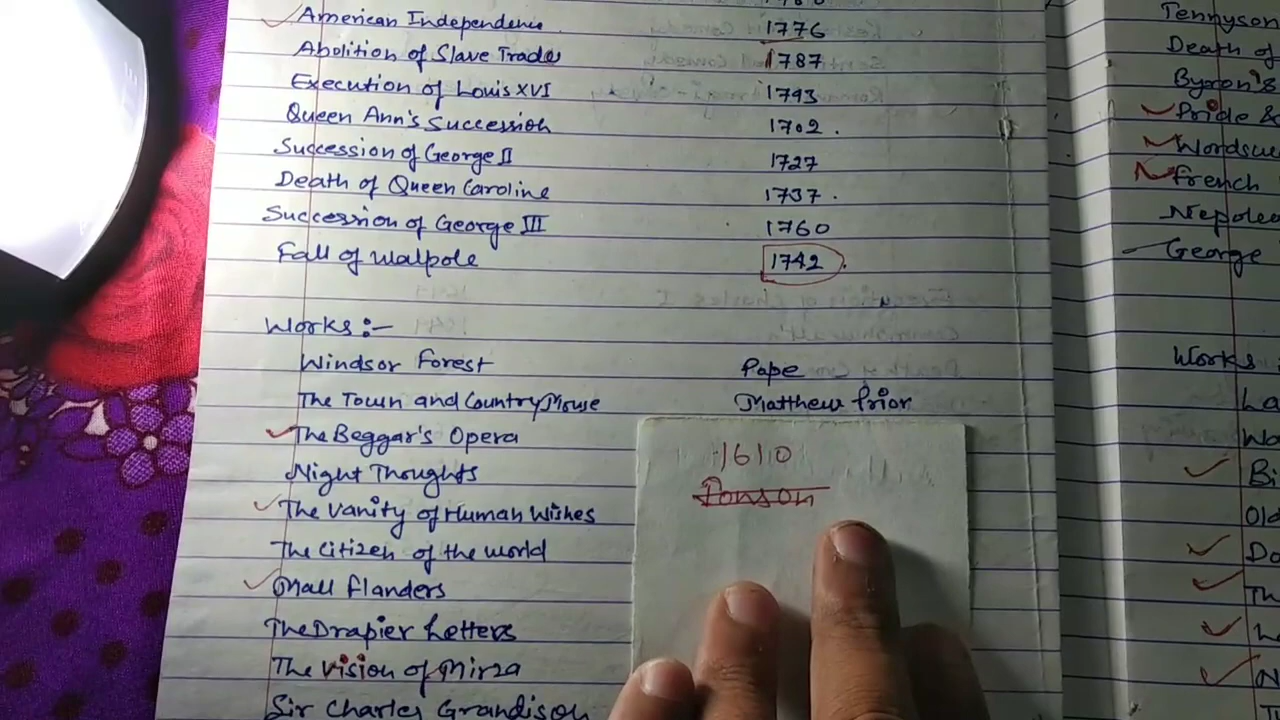 American Independence 1776
Abolition of Slave Trade 1787
Execution of Louis XVI 1793
Queen Ann's Succession 1702.
Succession of George II 1727
Death of Queen Caroline 1737.
Succession of George III 1760
Fall of Walpole 1742.
Works :-
Windsor Forest Pape
The Town and Country Mouse Matthew Prior
The Beggar's Opera
Night Thoughts
The Vanity of Human Wishes
The Citizen of the world
Mall Flanders
The Drapier Letters
The Vision of Mirza
Sir Charles Grandison
1610
Tennyson
Death of
Byron's
Pride &
French
Nepoleo
George
Works